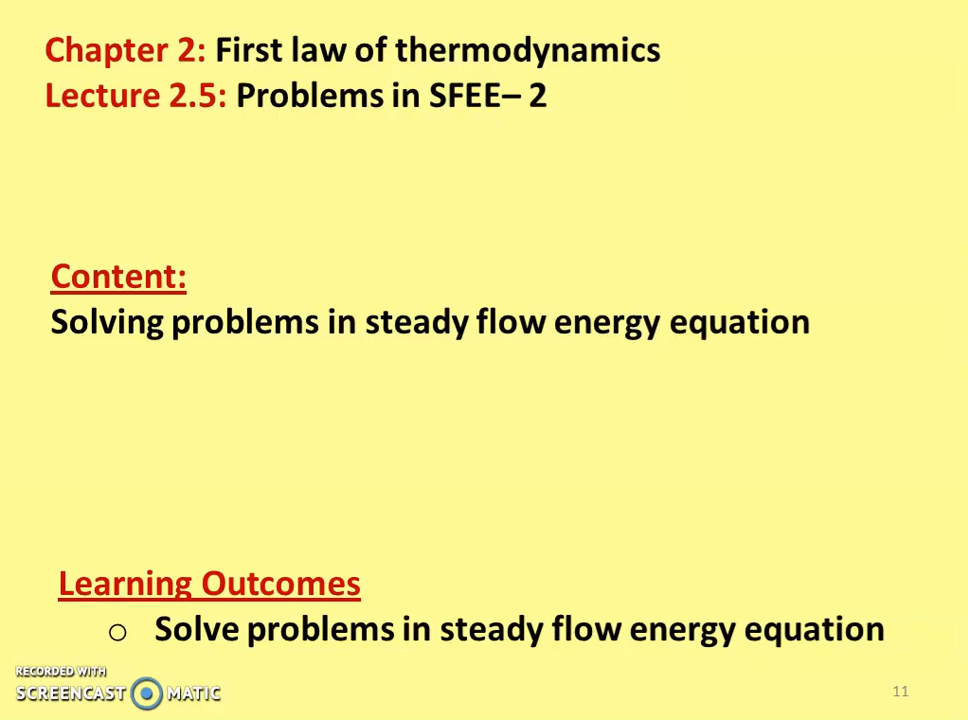 Chapter 2: First law of thermodynamics
Lecture 2.5: Problems in SFEE– 2
Content:
Solving problems in steady flow energy equation
Learning Outcomes
o Solve problems in steady flow energy equation
RECORDED WITH
SCREENCAST MATIC
11